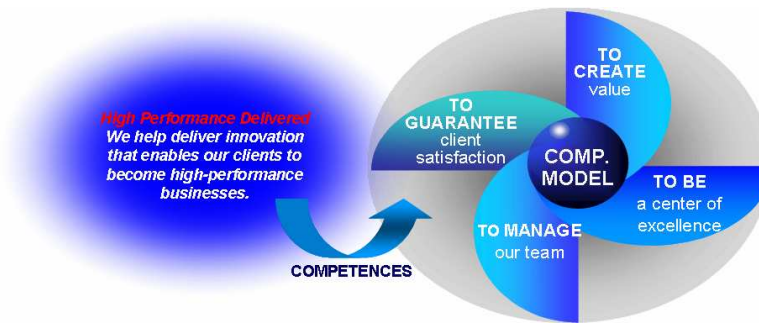 High Performance Delivered
We help deliver innovation
that enables our clients to
become high-performance
businesses.
COMPETENCES
TO
GUARANTEE
client
satisfaction
TO
CREATE
value
COMP.
MODEL
TO BE
a center of
excellence
TO MANAGE
our team